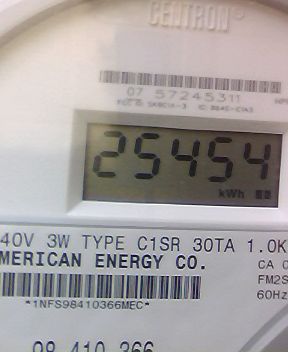 CENTRON®
07 57245311
25454
kWh
40V 3W TYPE C1SR 30TA 1.0K
MERICAN ENERGY CO. CA 0
FM2S
60Hz
*1NFS98410366MEC*
98 410 366